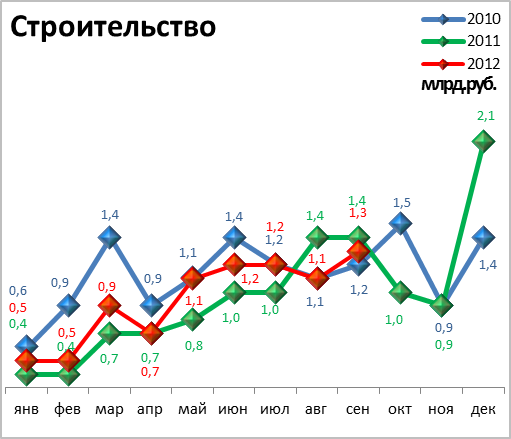 Строительство
2010
2011
2012
млрд.руб.
2,1
1,4 1,4 1,4 1,5
1,2 1,3
1,1 1,2 1,4
0,9 0,9 1,1
0,6 0,9 1,2 1,1 1,2
0,5 1,1 1,0 1,0 1,0
0,4 0,5 0,9
0,4 0,7 0,7 0,8 0,9
0,7
янв фев мар апр май июн июл авг сен окт ноя дек